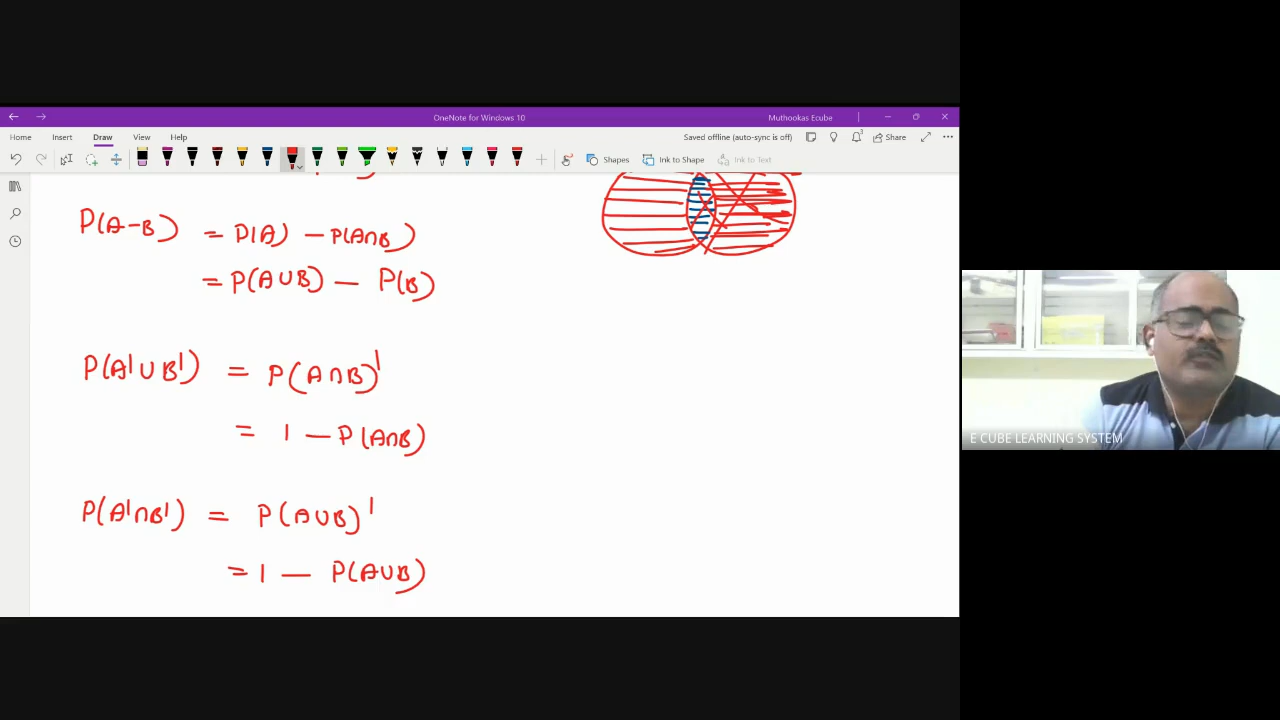 OneNote for Windows 10
Muthookas Ecube
Home Insert Draw View Help
Saved offline (auto-sync is off)
3
Share
Shapes
Ink to Shape
Ink to Text
P(A-B) = P(A) - P(A∩B)
= P(A∪B) - P(B)
P(A'∪B') = P(A∩B)'
= 1 - P(A∩B)
P(A'∩B') = P(A∪B)'
= 1 - P(A∪B)
E CUBE LEARNING SYSTEM